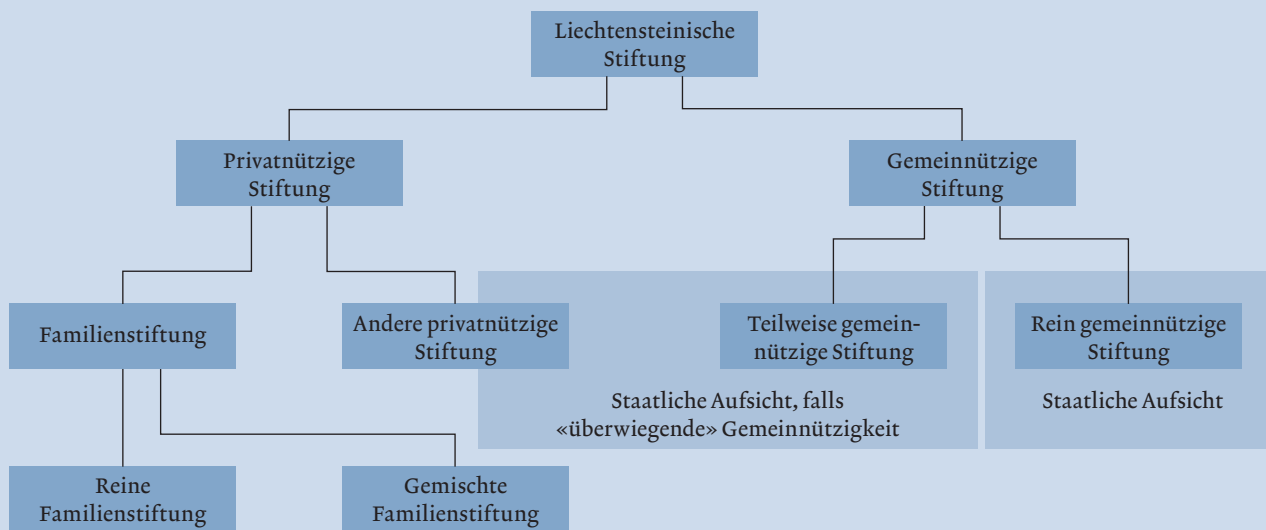 Liechtensteinische
Stiftung
Privatnützige
Stiftung
Gemeinnützige
Stiftung
Familienstiftung
Andere privatnützige
Stiftung
Teilweise gemein-
nützige Stiftung
Rein gemeinnützige
Stiftung
Staatliche Aufsicht, falls
«überwiegende» Gemeinnützigkeit
Staatliche Aufsicht
Reine
Familienstiftung
Gemischte
Familienstiftung